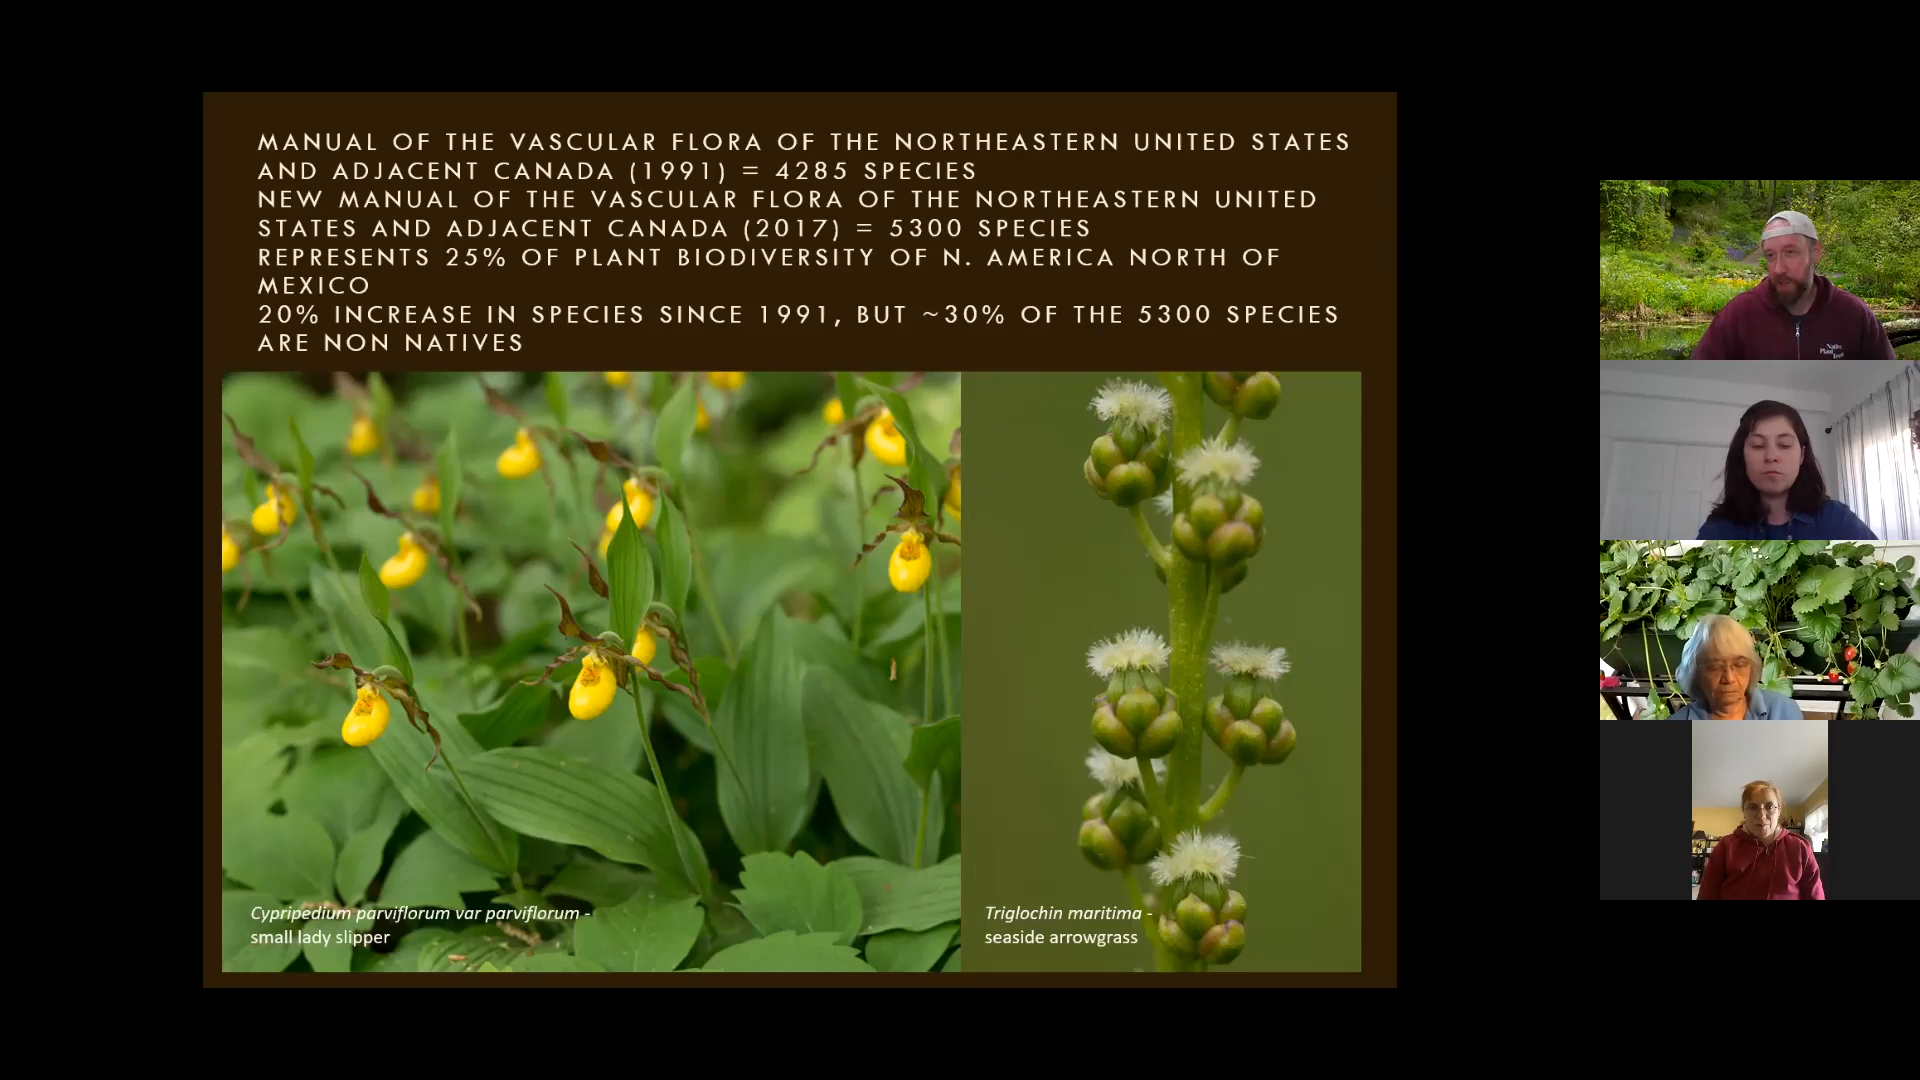 MANUAL OF THE VASCULAR FLORA OF THE NORTHEASTERN UNITED STATES
AND ADJACENT CANADA (1991) = 4285 SPECIES
NEW MANUAL OF THE VASCULAR FLORA OF THE NORTHEASTERN UNITED
STATES AND ADJACENT CANADA (2017) = 5300 SPECIES
REPRESENTS 25% OF PLANT BIODIVERSITY OF N. AMERICA NORTH OF
MEXICO
20% INCREASE IN SPECIES SINCE 1991, BUT ~30% OF THE 5300 SPECIES
ARE NON NATIVES
Cypripedium parviflorum var parviflorum -
small lady slipper
Triglochin maritima -
seaside arrowgrass
Native
Plant
Trust